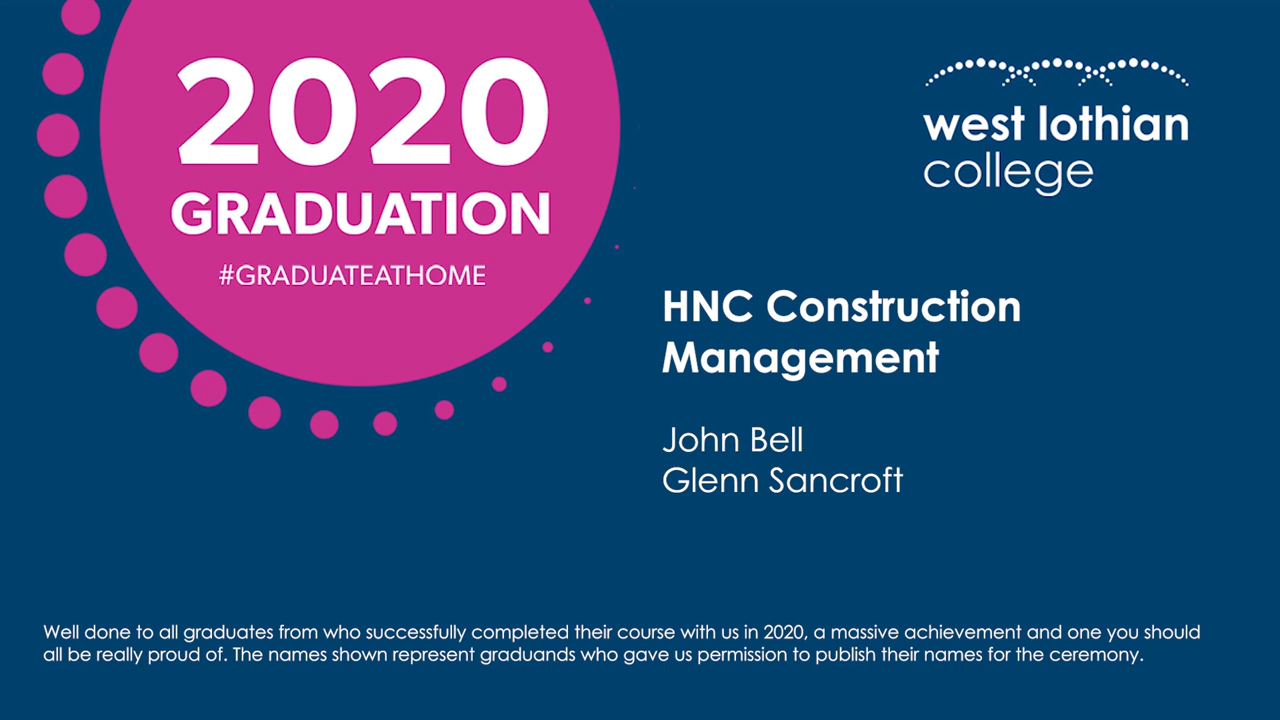 2020
GRADUATION
#GRADUATEATHOME
west lothian
college
HNC Construction
Management
John Bell
Glenn Sancroft
Well done to all graduates from who successfully completed their course with us in 2020, a massive achievement and one you should
all be really proud of. The names shown represent graduands who gave us permission to publish their names for the ceremony.